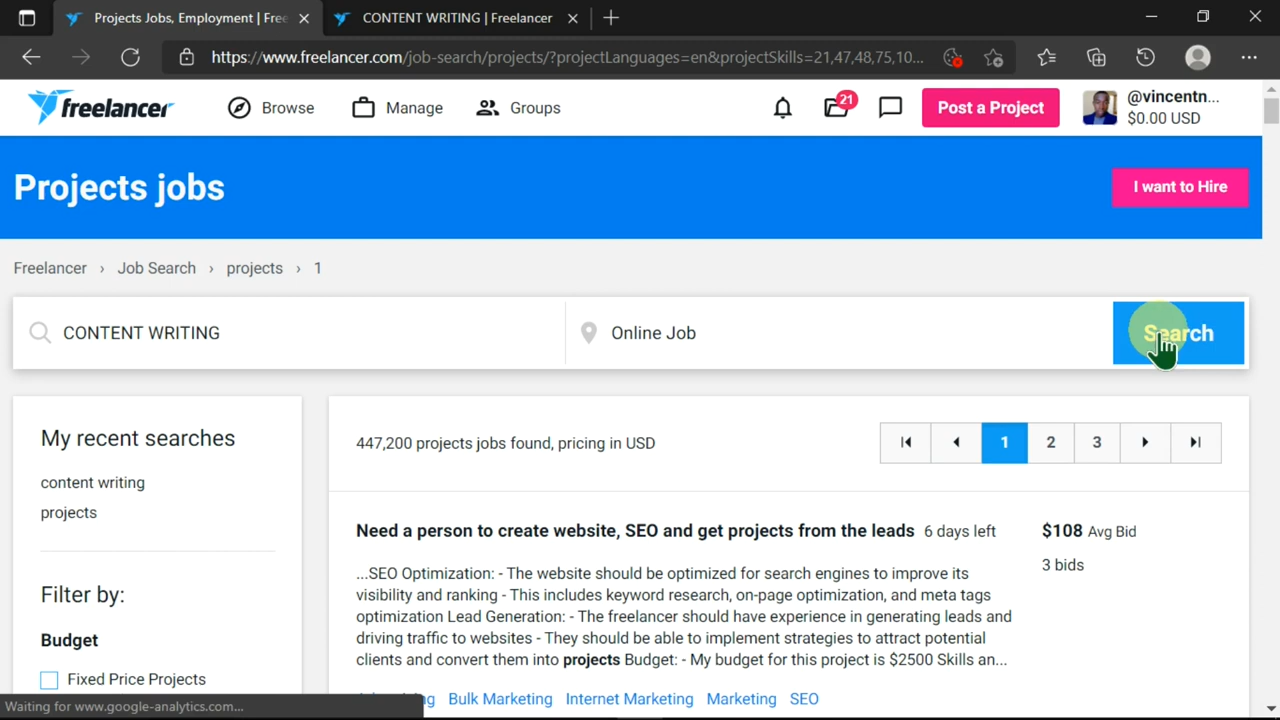 Projects Jobs, Employment | Free
CONTENT WRITING | Freelancer
https://www.freelancer.com/job-search/projects/?projectLanguages=en&projectSkills=21,47,48,75,10...
freelancer
Browse
Manage
Groups
21
Post a Project
@vincentn...
$0.00 USD
Projects jobs
I want to Hire
Freelancer › Job Search › projects › 1
CONTENT WRITING
Online Job
Search
My recent searches
content writing
projects
Filter by:
Budget
Fixed Price Projects
447,200 projects jobs found, pricing in USD
1 2 3
Need a person to create website, SEO and get projects from the leads 6 days left
$108 Avg Bid
3 bids
...SEO Optimization: - The website should be optimized for search engines to improve its
visibility and ranking - This includes keyword research, on-page optimization, and meta tags
optimization Lead Generation: - The freelancer should have experience in generating leads and
driving traffic to websites - They should be able to implement strategies to attract potential
clients and convert them into projects Budget: - My budget for this project is $2500 Skills an...
Bulk Marketing Internet Marketing Marketing SEO
Waiting for www.google-analytics.com...